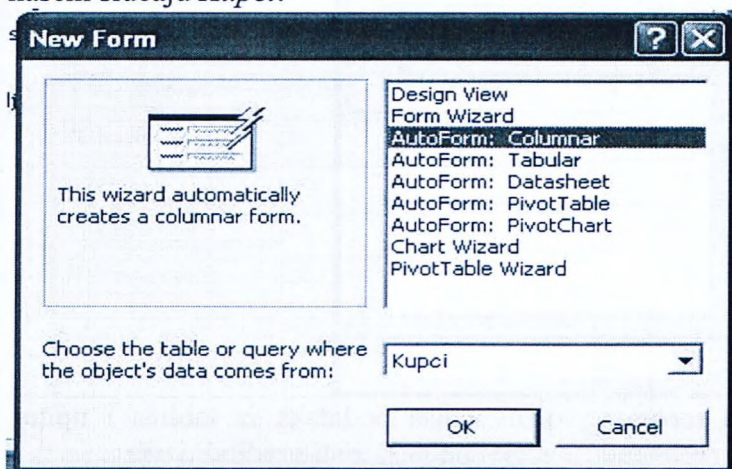 New Form
Design View
Form Wizard
AutoForm: Columnar
AutoForm: Tabular
AutoForm: Datasheet
AutoForm: PivotTable
AutoForm: PivotChart
Chart Wizard
PivotTable Wizard
This wizard automatically
creates a columnar form.
Choose the table or query where
the object's data comes from:
Kupci
OK
Cancel